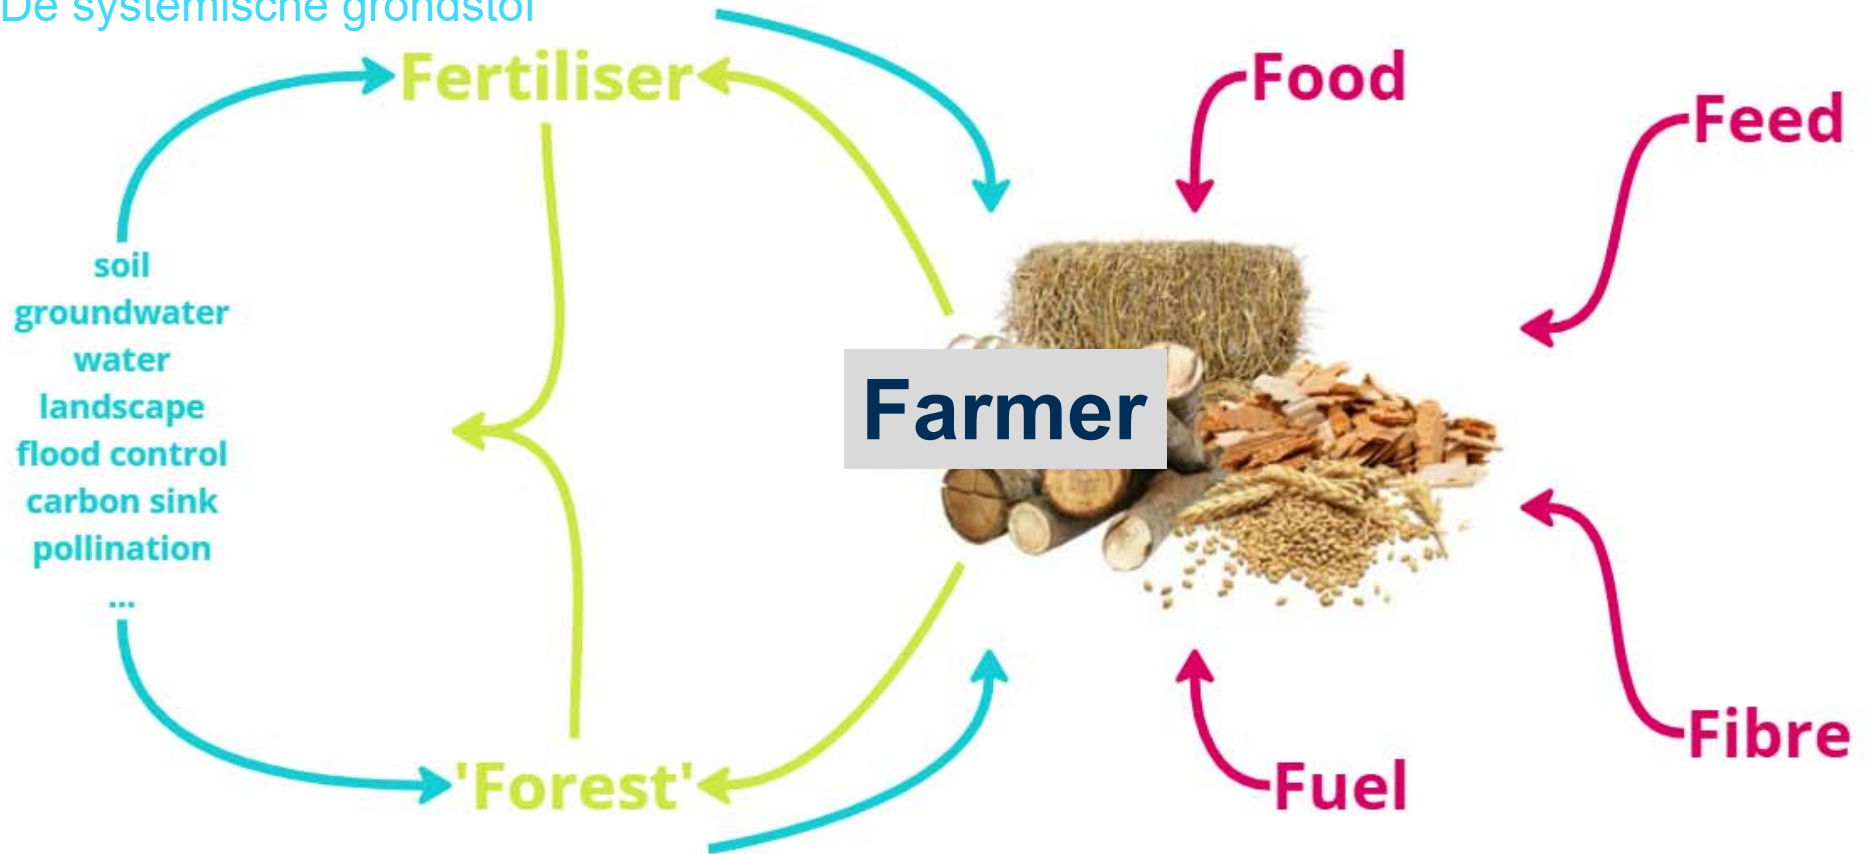 De systemische grondstof
Fertiliser
Food
Feed
soil
groundwater
water
landscape
flood control
carbon sink
pollination
...
Farmer
'Forest'
Fuel
Fibre